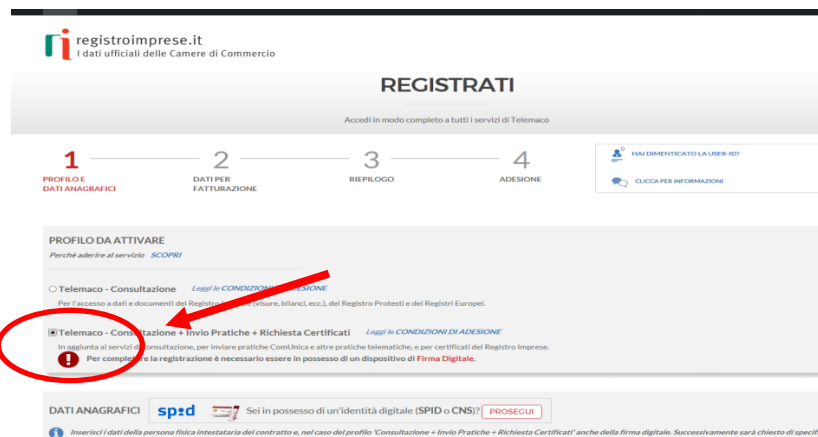 registroimprese.it
I dati ufficiali delle Camere di Commercio
REGISTRATI
Accedi in modo completo a tutti i servizi di Telemaco
1
PROFILO E
DATI ANAGRAFICI
2
DATI PER
FATTURAZIONE
3
RIEPILOGO
4
ADESIONE
HAI DIMENTICATO LA USER-ID?
CLICCA PER INFORMAZIONI
PROFILO DA ATTIVARE
Perchè aderire al servizio SCOPRI
Telemaco - Consultazione Leggi le CONDIZIONI DI ADESIONE
Per l'accesso a dati e documenti del Registro (visure, bilanci, ecc.), del Registro Protesti e dei Registri Europei.
Telemaco - Consultazione + Invio Pratiche + Richiesta Certificati Leggi le CONDIZIONI DI ADESIONE
In aggiunta ai servizi di consultazione, per inviare pratiche ComUnica e altre pratiche telematiche, e per certificati del Registro Imprese.
Per completare la registrazione è necessario essere in possesso di un dispositivo di Firma Digitale.
DATI ANAGRAFICI spid Sei in possesso di un'identità digitale (SPID o CNS)? PROSEGUI
Inserisci i dati della persona fisica intestataria del contratto e, nel caso del profilo 'Consultazione + Invio Pratiche + Richiesta Certificati' anche della firma digitale. Successivamente sarà chiesto di specifi